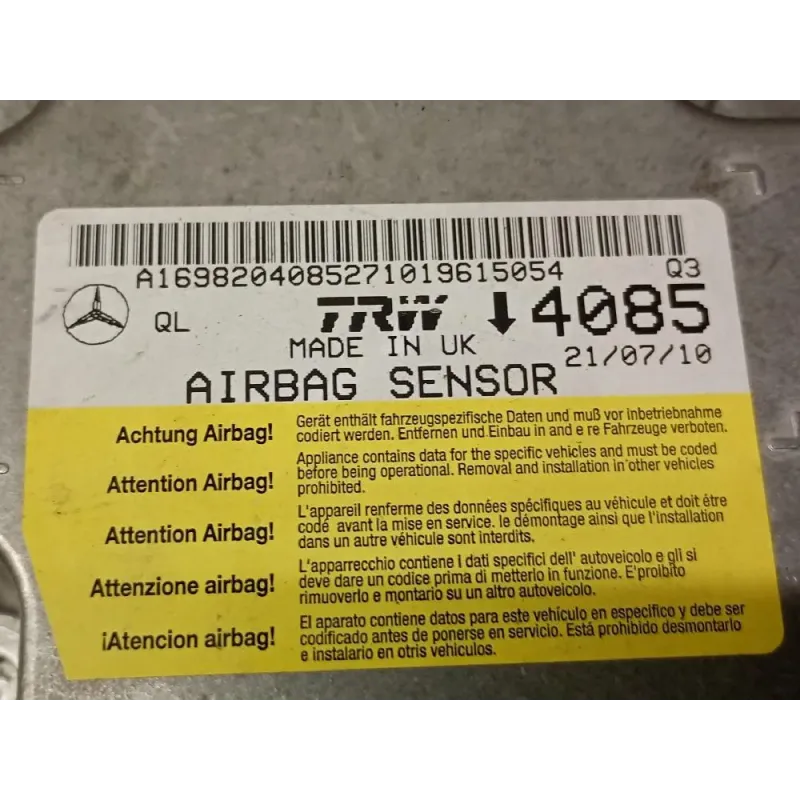 A1698204085271019615054 Q3
QL TRW ↓4085
MADE IN UK 21/07/10
AIRBAG SENSOR
Achtung Airbag!
Gerät enthält fahrzeugspezifische Daten und muß vor inbetriebnahme
codiert werden. Entfernen und Einbau in and e re Fahrzeuge verboten.
Attention Airbag!
Appliance contains data for the specific vehicles and must be coded
before being operational. Removal and installation in other vehicles
prohibited.
Attention Airbag!
L'appareil renferme des données spécifiques au véhicule et doit être
codé avant la mise en service. le démontage ainsi que l'installation
dans un autre véhicule sont interdits.
Attenzione airbag!
L'apparrecchio contiene i dati specifici dell' autoveicolo e gli si
deve dare un codice prima di metterlo in funzione. E'proibito
rimuoverlo e montario su un altro autoveicolo.
¡Atencion airbag!
El aparato contiene datos para este vehículo en especifico y debe ser
codificado antes de ponerse en servicio. Está prohibido desmontarlo
e instalario en otris vehiculos.